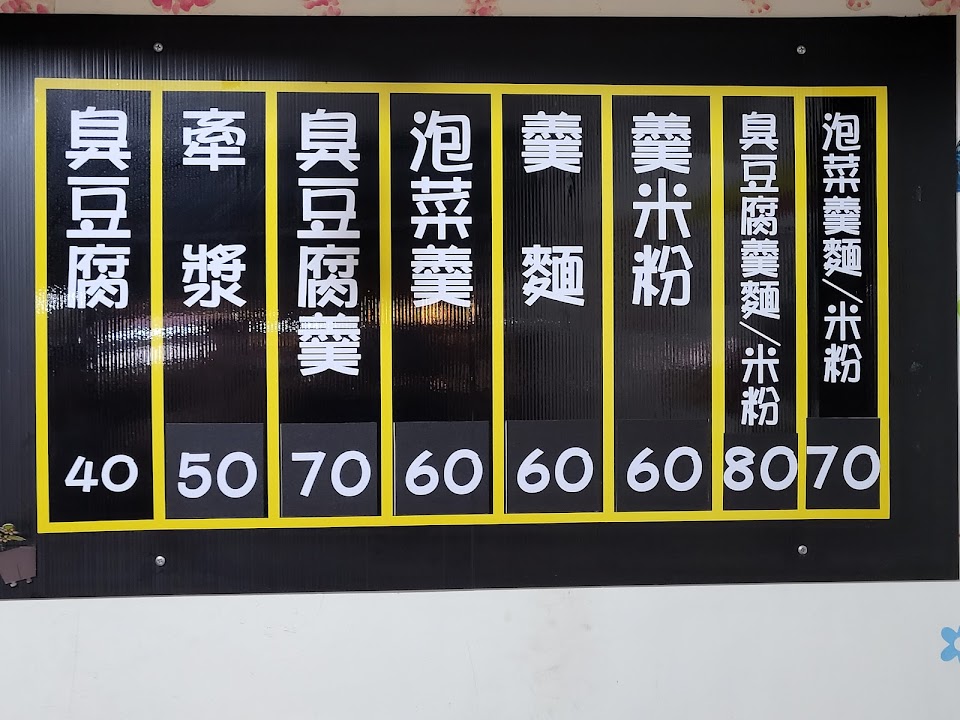 臭豆腐 40
牽漿 50
臭豆腐羹 70
泡菜羹 60
羹麵 60
羹米粉 60
臭豆腐羹麵/米粉 80
泡菜羹麵/米粉 70